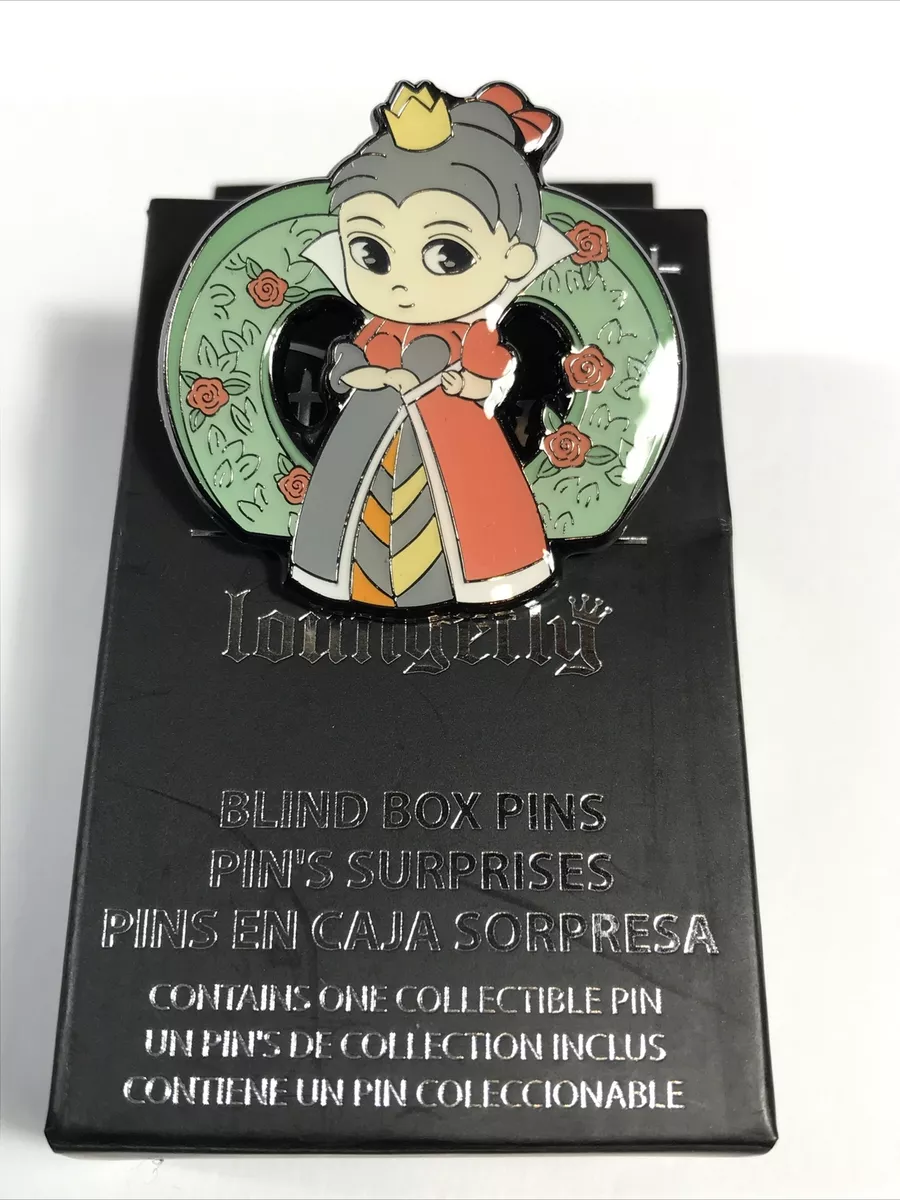 loungefly
BLIND BOX PINS
PIN'S SURPRISES
PINS EN CAJA SORPRESA
CONTAINS ONE COLLECTIBLE PIN
UN PIN'S DE COLLECTION INCLUS
CONTIENE UN PIN COLECCIONABLE